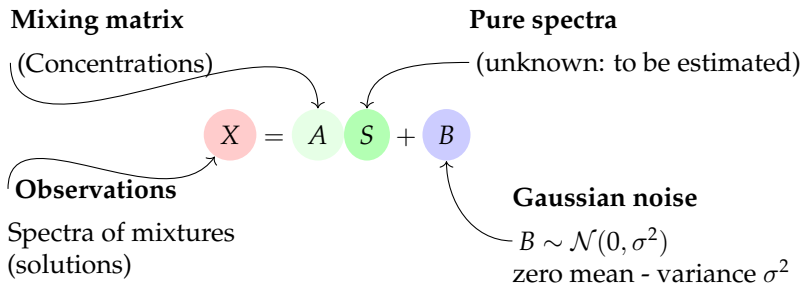 Mixing matrix
(Concentrations)
Pure spectra
(unknown: to be estimated)
X = A S + B
Observations
Spectra of mixtures
(solutions)
Gaussian noise
B ∼ 𝒩(0, σ²)
zero mean - variance σ²